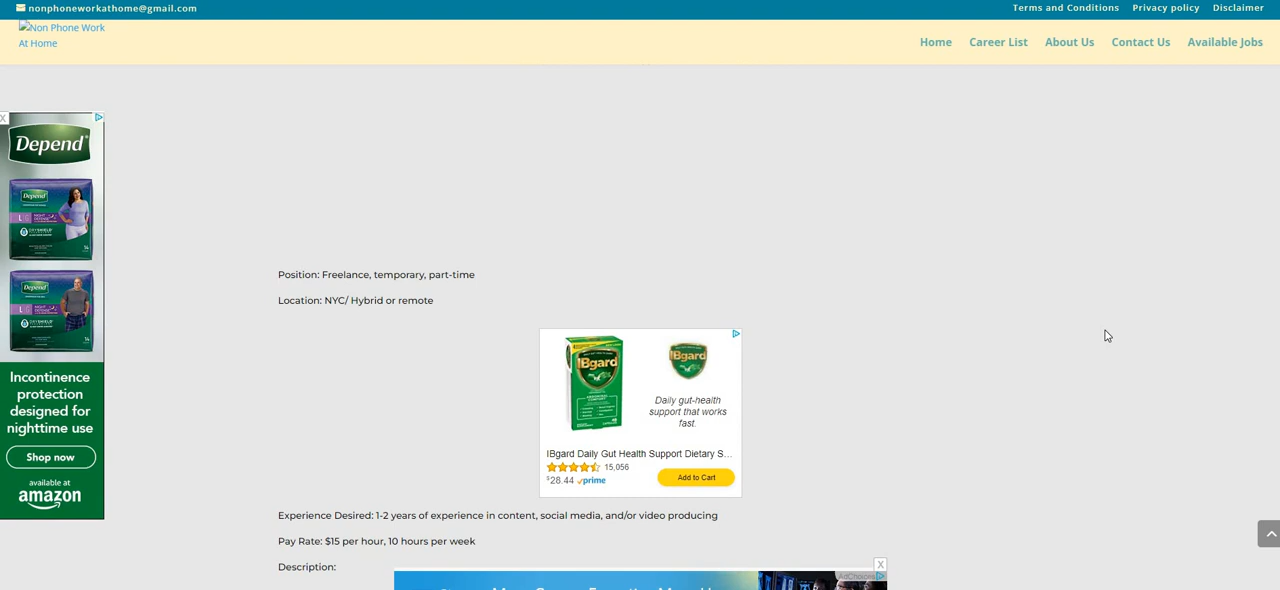 nonphoneworkathome@gmail.com
Terms and Conditions Privacy policy Disclaimer
Non Phone Work
At Home
Home Career List About Us Contact Us Available Jobs
X
Depend
Depend
Depend
Incontinence
protection
designed for
nighttime use
Shop now
available at
amazon
Position: Freelance, temporary, part-time
Location: NYC/ Hybrid or remote
IBgard
IBgard
Daily gut-health
support that works
fast.
IBgard Daily Gut Health Support Dietary S...
15,056
$28.44 prime
Add to Cart
Experience Desired: 1-2 years of experience in content, social media, and/or video producing
Pay Rate: $15 per hour, 10 hours per week
Description:
X
AdChoices